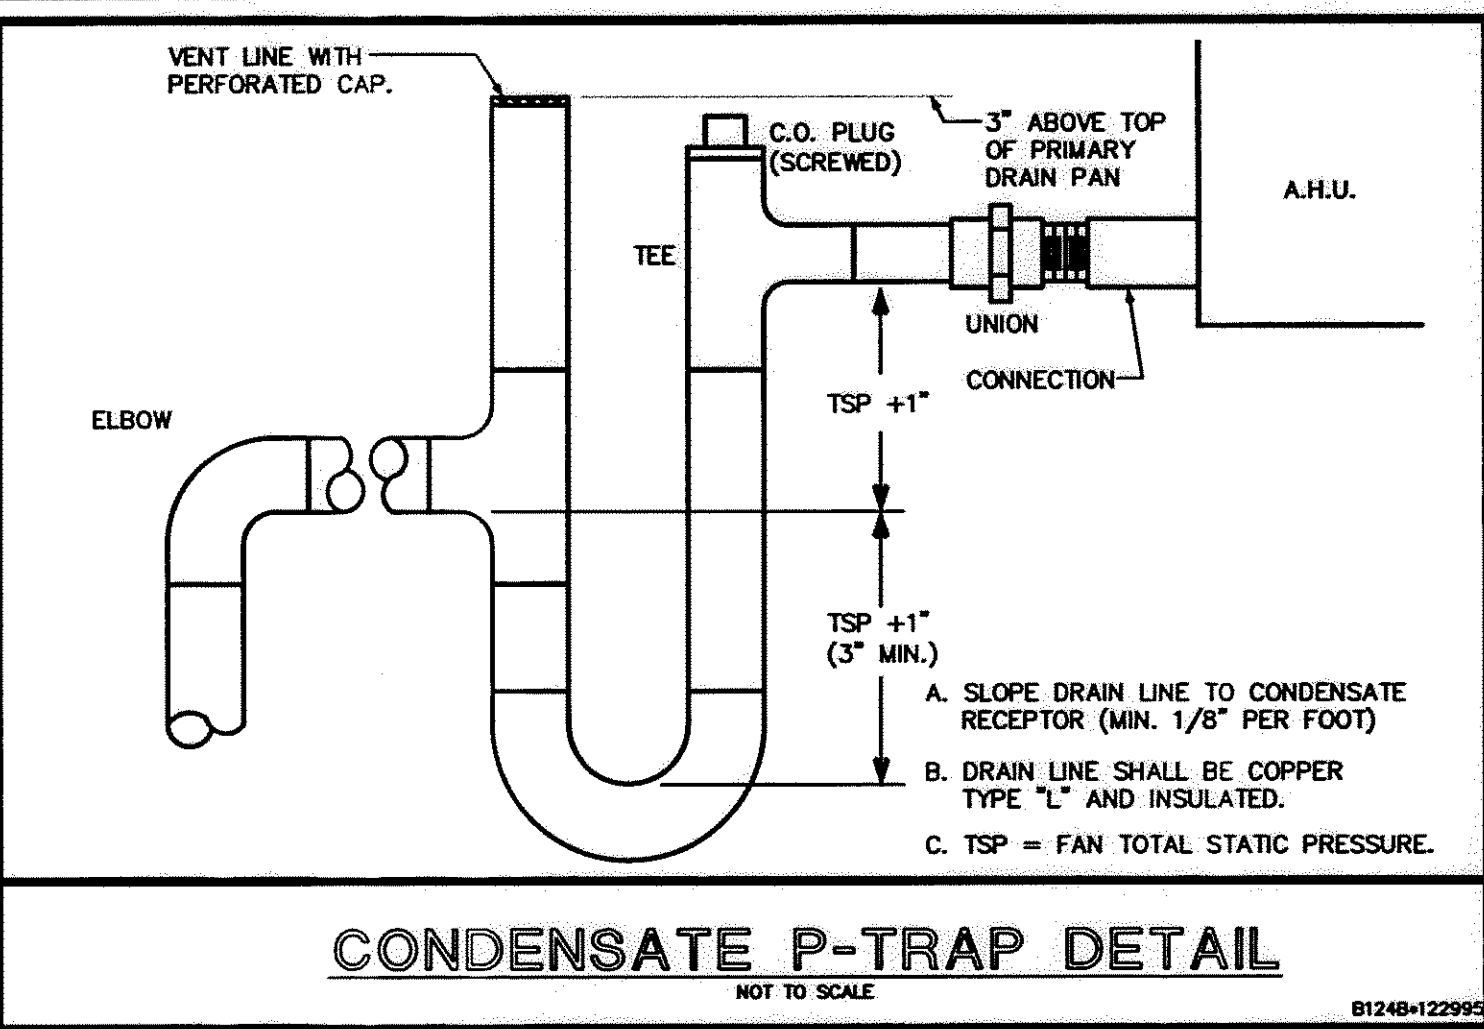 VENT LINE WITH
PERFORATED CAP.
3" ABOVE TOP
OF PRIMARY
DRAIN PAN
C.O. PLUG
(SCREWED)
A.H.U.
TEE
UNION
CONNECTION
TSP +1"
ELBOW
TSP +1"
(3" MIN.)
A. SLOPE DRAIN LINE TO CONDENSATE
RECEPTOR (MIN. 1/8" PER FOOT)
B. DRAIN LINE SHALL BE COPPER
TYPE "L" AND INSULATED.
C. TSP = FAN TOTAL STATIC PRESSURE.
CONDENSATE P-TRAP DETAIL
NOT TO SCALE
B124B•122995